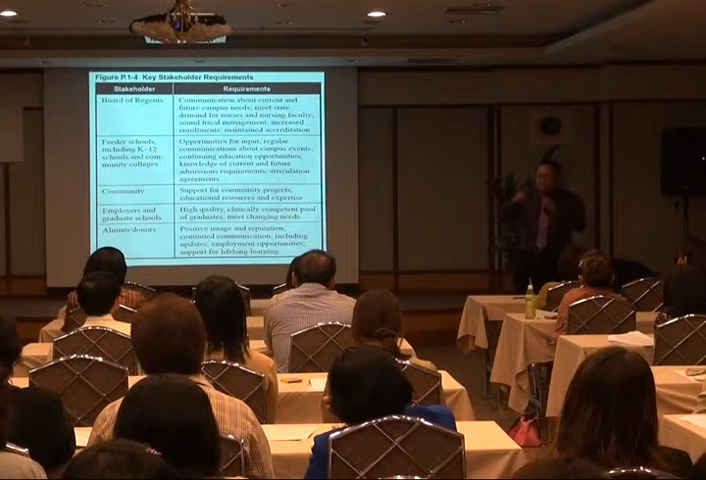 Figure P.1-4 Key Stakeholder Requirements
Stakeholder Requirements
Board of Regents Communication about current and
future campus needs; meet state
demand for nurses and nursing faculty;
sound fiscal management; increased
enrollments; maintained accreditation
Feeder schools, Opportunities for input, regular
including K–12 communications about campus events;
schools and com- continuing education opportunities;
munity colleges knowledge of current and future
admissions requirements; articulation
agreements
Community Support for community projects,
educational resources and expertise
Employers and High quality, clinically competent pool
graduate schools of graduates; meet changing needs
Alumni/donors Positive image and reputation,
continued communication, including
updates; employment opportunities;
support for lifelong learning